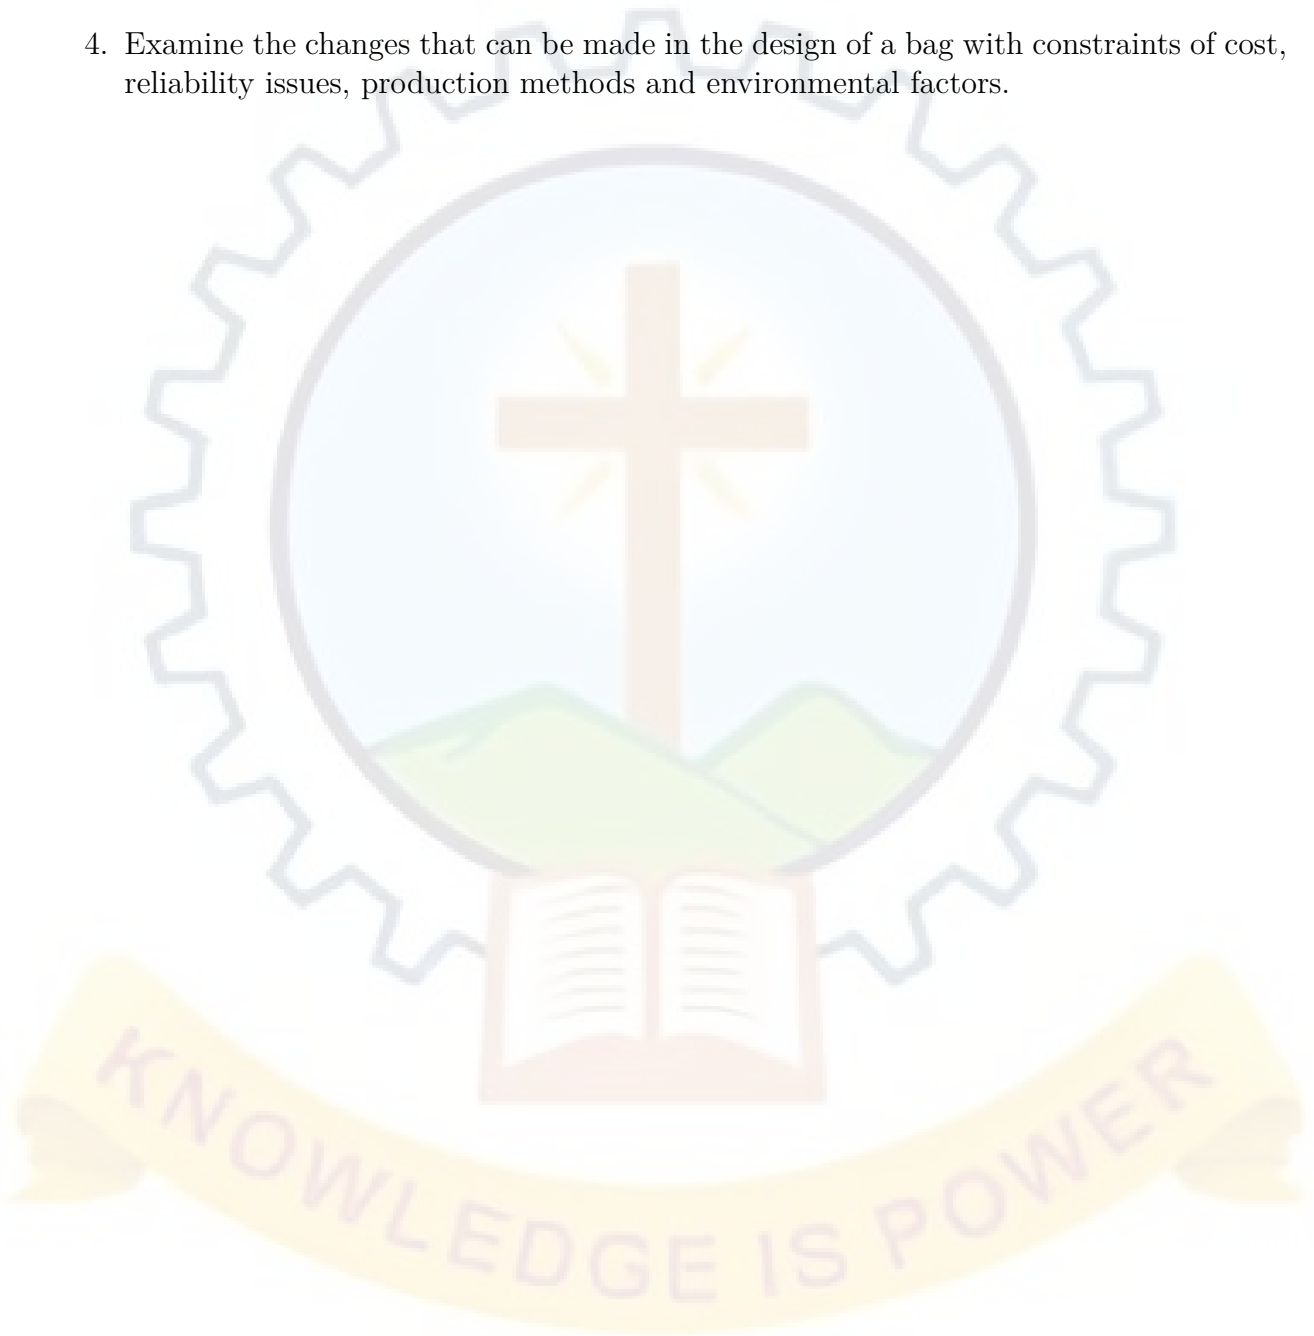 4. Examine the changes that can be made in the design of a bag with constraints of cost,
reliability issues, production methods and environmental factors.
KNOWLEDGE IS POWER